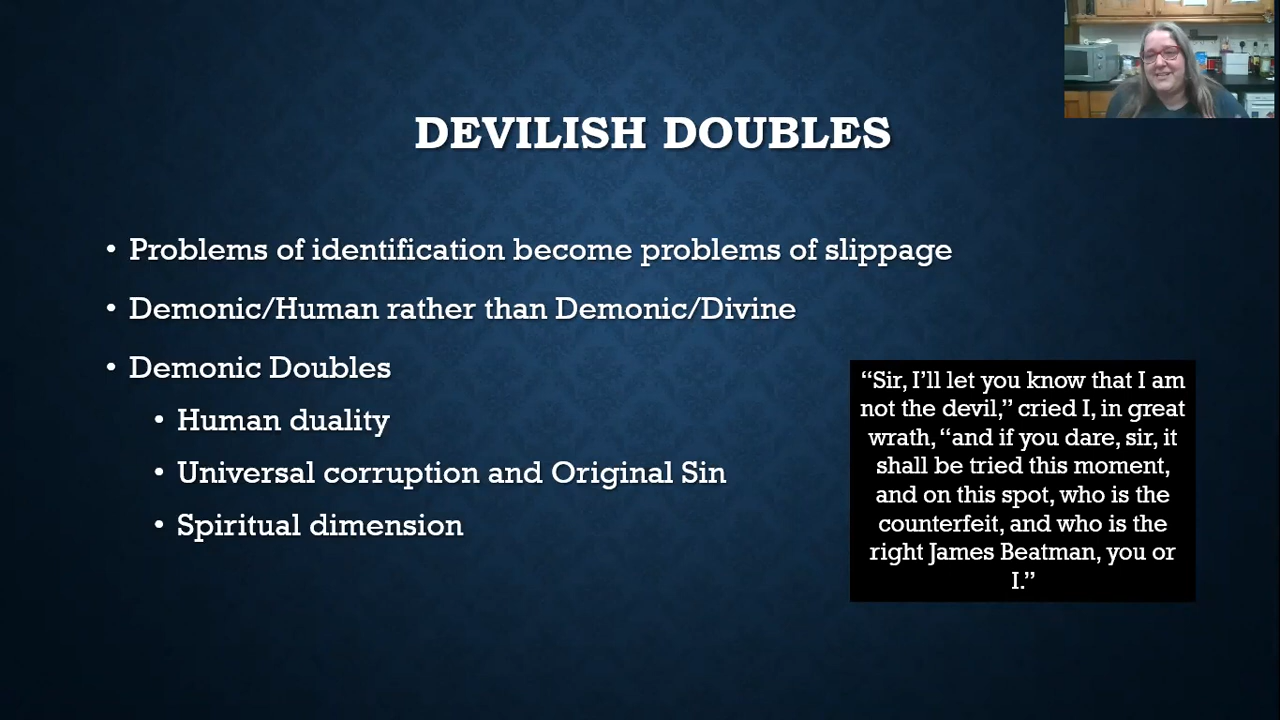 DEVILISH DOUBLES
• Problems of identification become problems of slippage
• Demonic/Human rather than Demonic/Divine
• Demonic Doubles
• Human duality
• Universal corruption and Original Sin
• Spiritual dimension
“Sir, I’ll let you know that I am
not the devil,” cried I, in great
wrath, “and if you dare, sir, it
shall be tried this moment,
and on this spot, who is the
counterfeit, and who is the
right James Beatman, you or
I.”